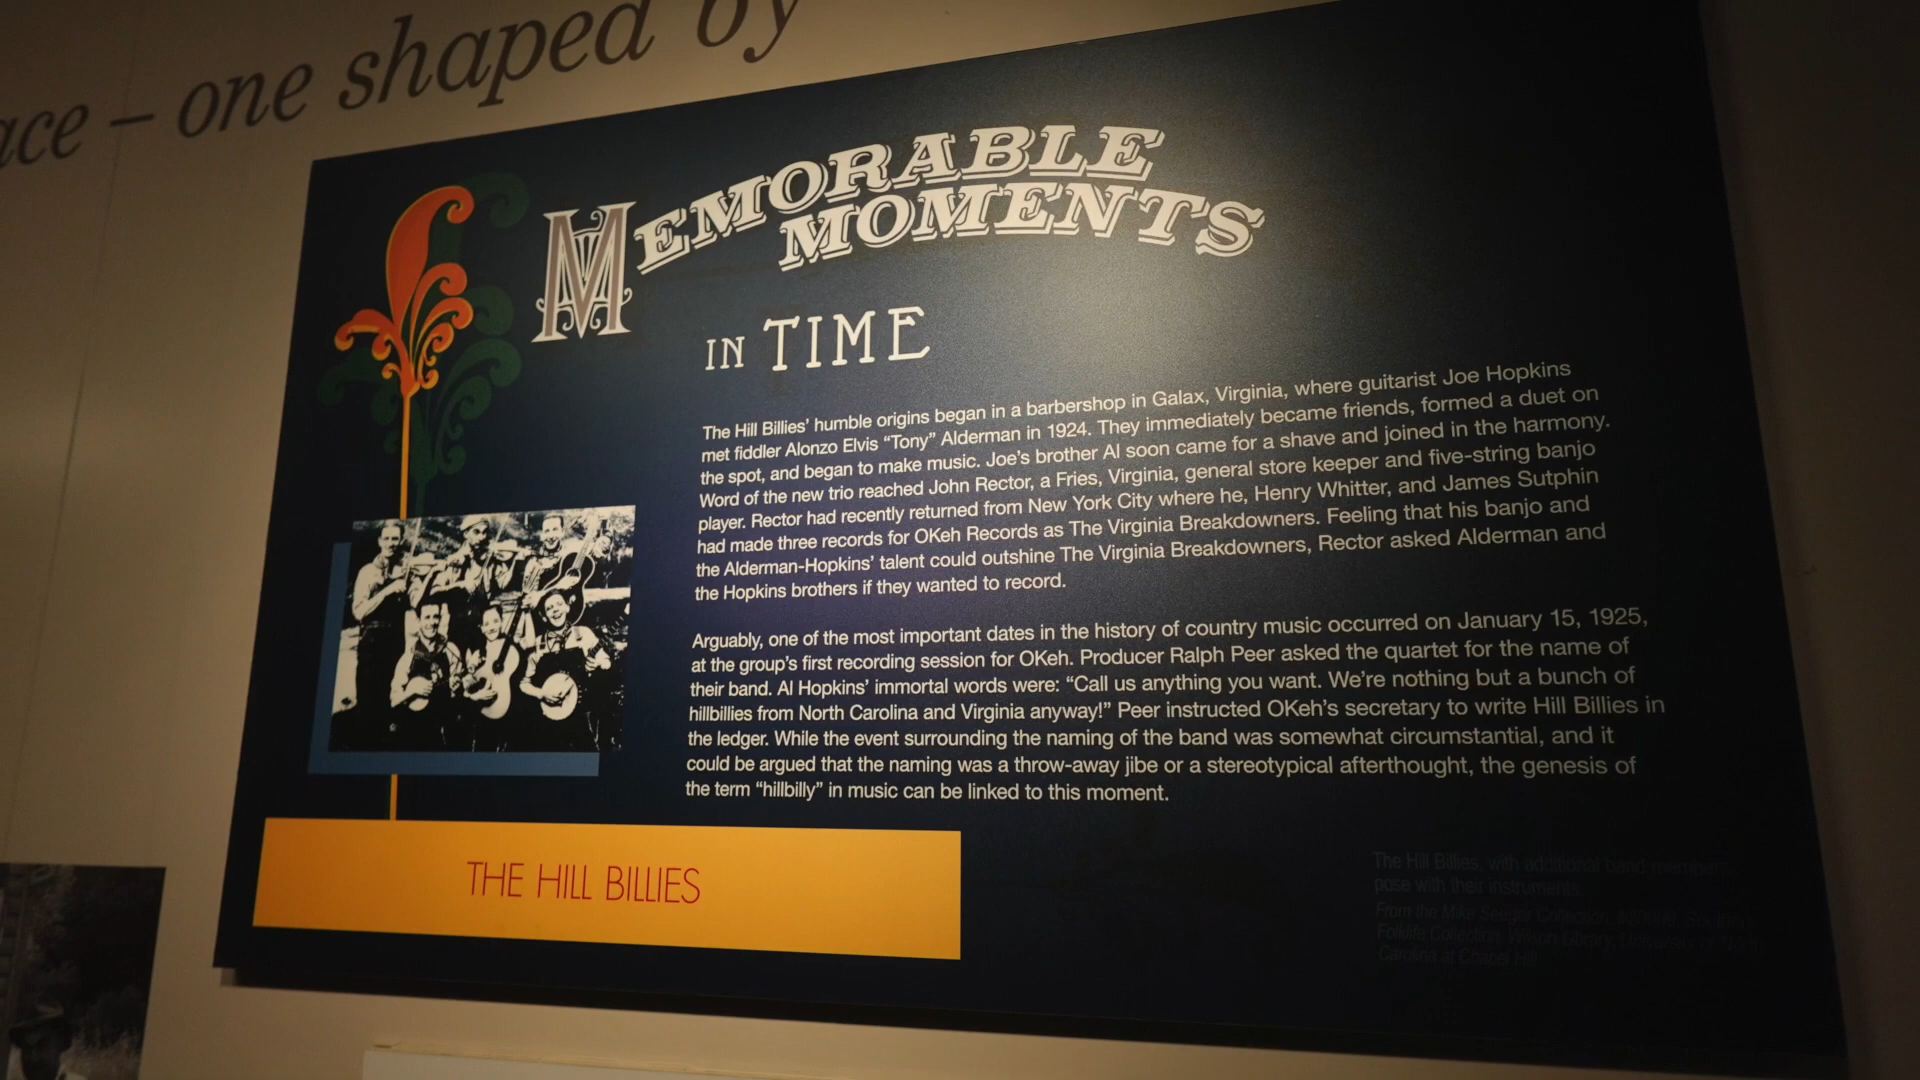 ace – one shaped by
MEMORABLE
MOMENTS
IN TIME
The Hill Billies’ humble origins began in a barbershop in Galax, Virginia, where guitarist Joe Hopkins
met fiddler Alonzo Elvis “Tony” Alderman in 1924. They immediately became friends, formed a duet on
the spot, and began to make music. Joe’s brother Al soon came for a shave and joined in the harmony.
Word of the new trio reached John Rector, a Fries, Virginia, general store keeper and five-string banjo
player. Rector had recently returned from New York City where he, Henry Whitter, and James Sutphin
had made three records for OKeh Records as The Virginia Breakdowners. Feeling that his banjo and
the Alderman-Hopkins’ talent could outshine The Virginia Breakdowners, Rector asked Alderman and
the Hopkins brothers if they wanted to record.
Arguably, one of the most important dates in the history of country music occurred on January 15, 1925,
at the group’s first recording session for OKeh. Producer Ralph Peer asked the quartet for the name of
their band. Al Hopkins’ immortal words were: “Call us anything you want. We’re nothing but a bunch of
hillbillies from North Carolina and Virginia anyway!” Peer instructed OKeh’s secretary to write Hill Billies in
the ledger. While the event surrounding the naming of the band was somewhat circumstantial, and it
could be argued that the naming was a throw-away jibe or a stereotypical afterthought, the genesis of
the term “hillbilly” in music can be linked to this moment.
THE HILL BILLIES
The Hill Billies, with additional band members,
pose with their instruments.
From the Mike Seeger Collection,
Folklife Collection, Wilson Library, University
Carolina at Chapel Hill